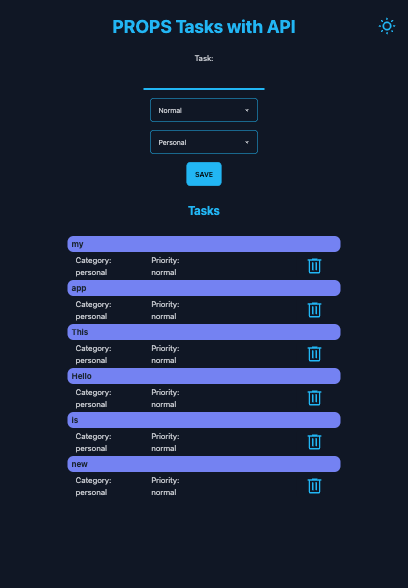 PROPS Tasks with API
Task:
Normal
Personal
SAVE
Tasks
my
Category: Priority:
personal normal
app
Category: Priority:
personal normal
This
Category: Priority:
personal normal
Hello
Category: Priority:
personal normal
is
Category: Priority:
personal normal
new
Category: Priority:
personal normal